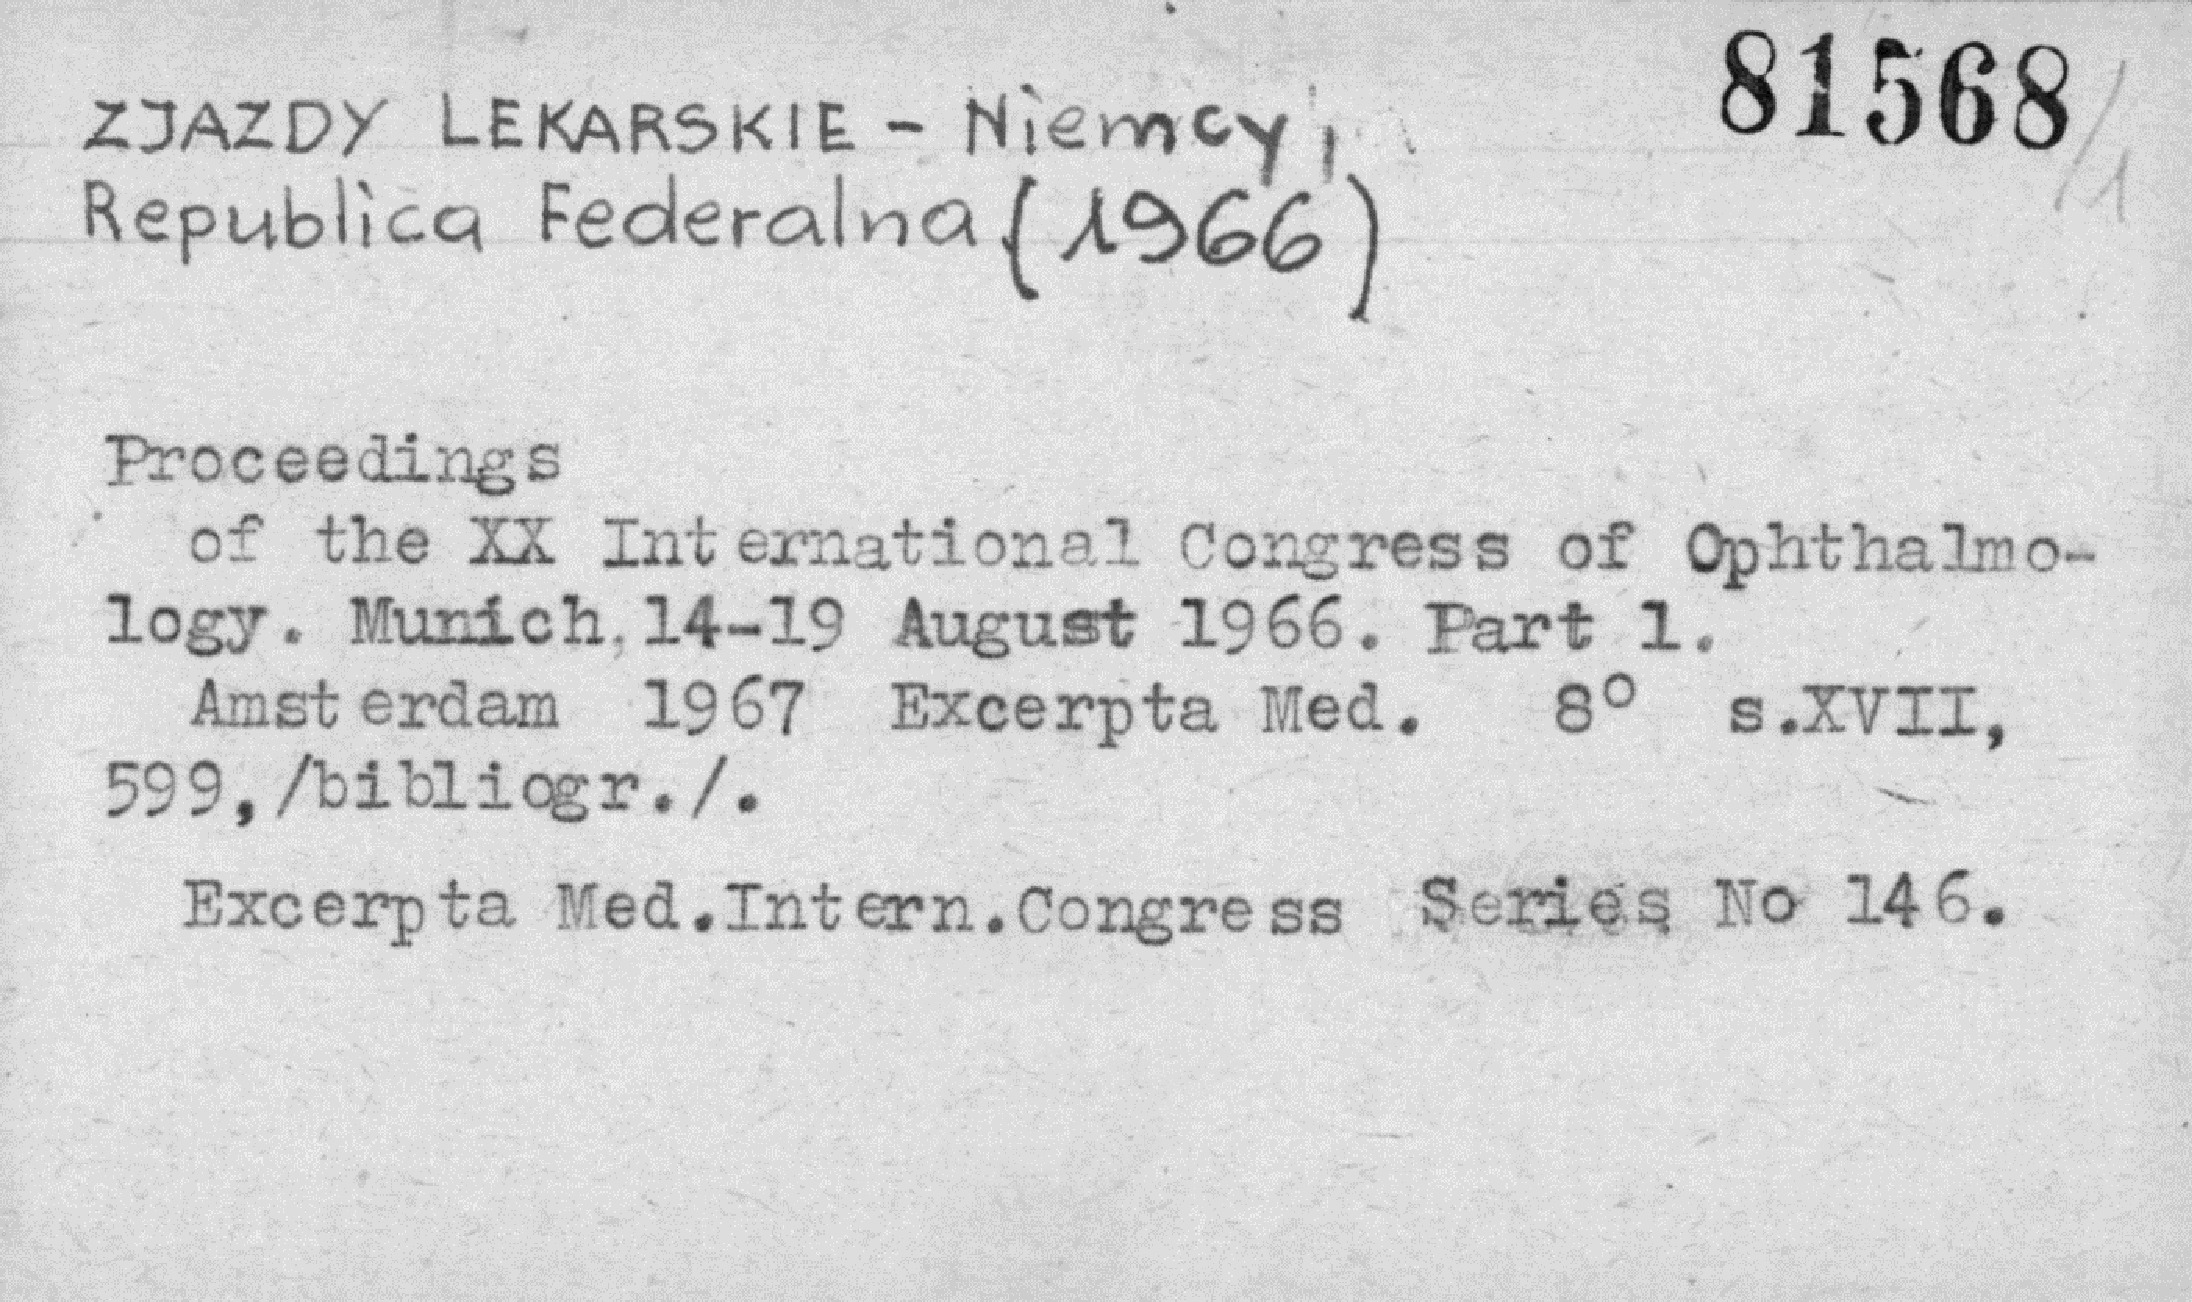 81568/1
ZJAZDY LEKARSKIE - Niemcy,
Republica Federalna (1966)
Proceedings
of the XX International Congress of Ophthalmo-
logy. Munich, 14-19 August 1966. Part 1.
Amsterdam 1967 Excerpta Med. 8° s.XVII,
599, /bibliogr./.
Excerpta Med.Intern.Congress Series No 146.